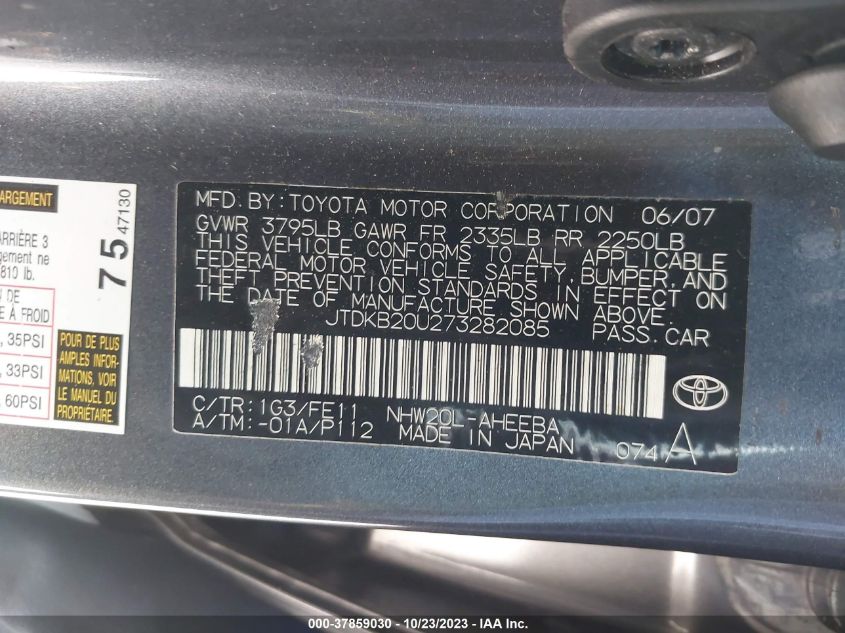 ARGEMENT
ARRIÈRE 3
gement ne
810 lb.
N DE
E À FROID
, 35PSI
, 33PSI
, 60PSI
POUR DE PLUS
AMPLES INFOR-
MATIONS, VOIR
LE MANUEL DU
PROPRIÉTAIRE
75
47130
MFD. BY: TOYOTA MOTOR CORPORATION 06/07
GVWR 3795LB GAWR FR 2335LB RR 2250LB
THIS VEHICLE CONFORMS TO ALL APPLICABLE
FEDERAL MOTOR VEHICLE SAFETY, BUMPER, AND
THEFT PREVENTION STANDARDS IN EFFECT ON
THE DATE OF MANUFACTURE SHOWN ABOVE.
JTDKB20U273282085 PASS. CAR
C/TR: 1G3/FE11 NHW20L-AHEEBA
A/TM: -01A/P112 MADE IN JAPAN 074 A
000-37859030 - 10/23/2023 - IAA Inc.